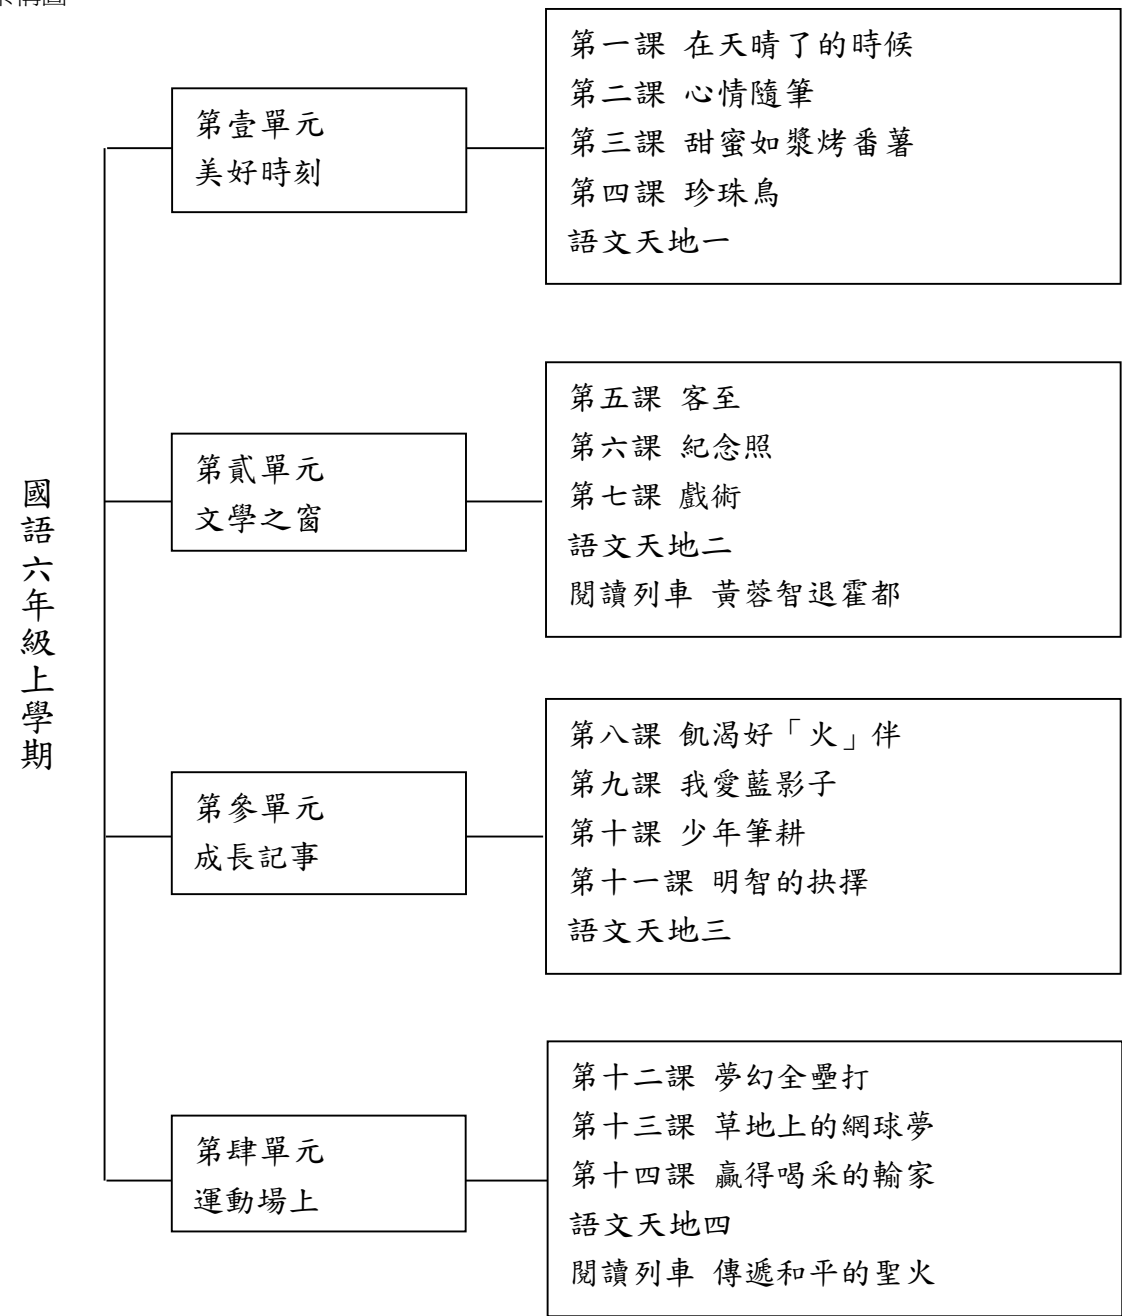 國語六年級上學期
第壹單元
美好時刻
第一課 在天晴了的時候
第二課 心情隨筆
第三課 甜蜜如漿烤番薯
第四課 珍珠鳥
語文天地一
第貳單元
文學之窗
第五課 客至
第六課 紀念照
第七課 戲術
語文天地二
閱讀列車 黃蓉智退霍都
第參單元
成長記事
第八課 飢渴好「火」伴
第九課 我愛藍影子
第十課 少年筆耕
第十一課 明智的抉擇
語文天地三
第肆單元
運動場上
第十二課 夢幻全壘打
第十三課 草地上的網球夢
第十四課 贏得喝采的輸家
語文天地四
閱讀列車 傳遞和平的聖火